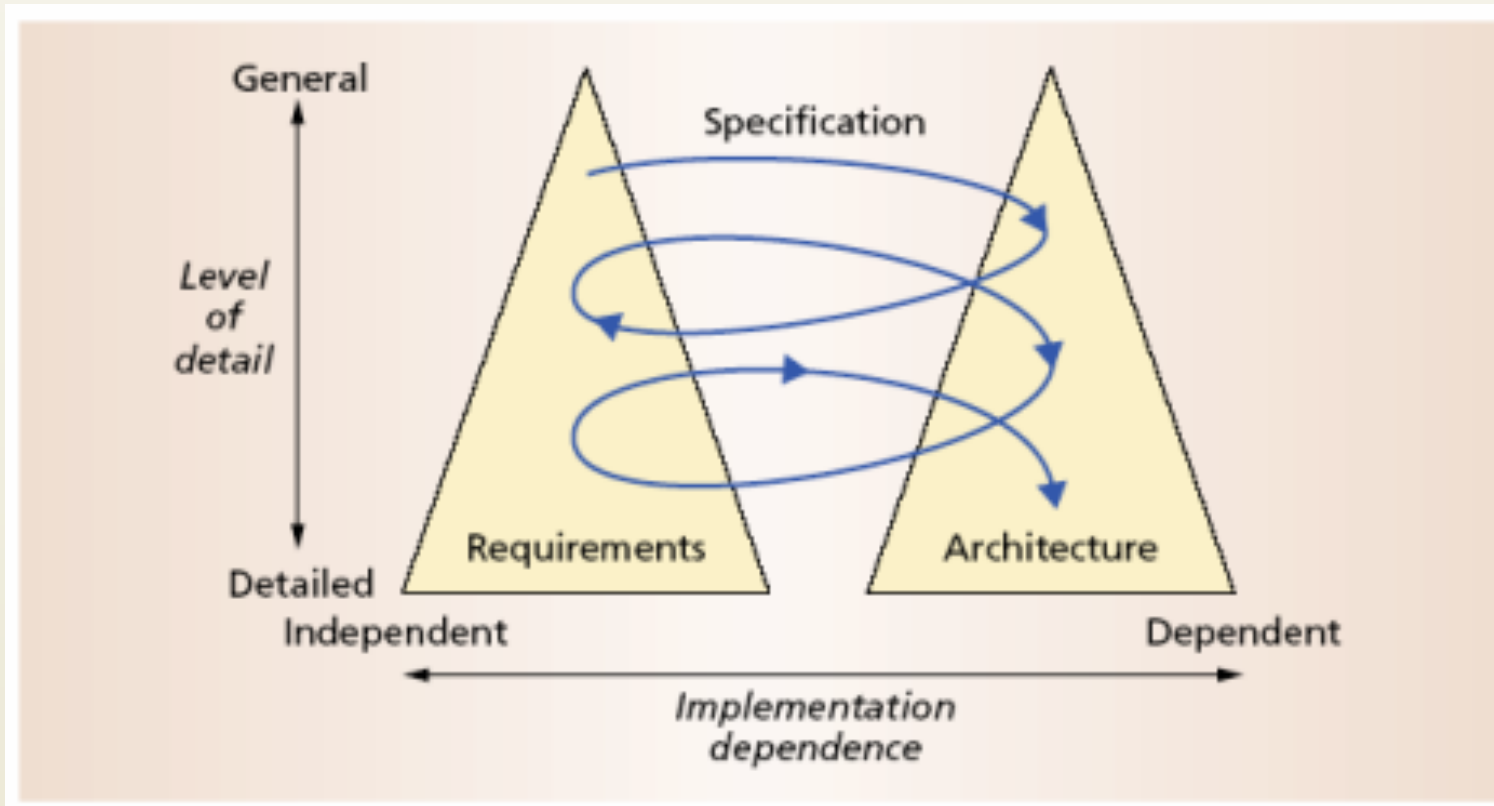 General
Specification
Level
of
detail
Requirements
Architecture
Detailed
Independent
Dependent
Implementation
dependence